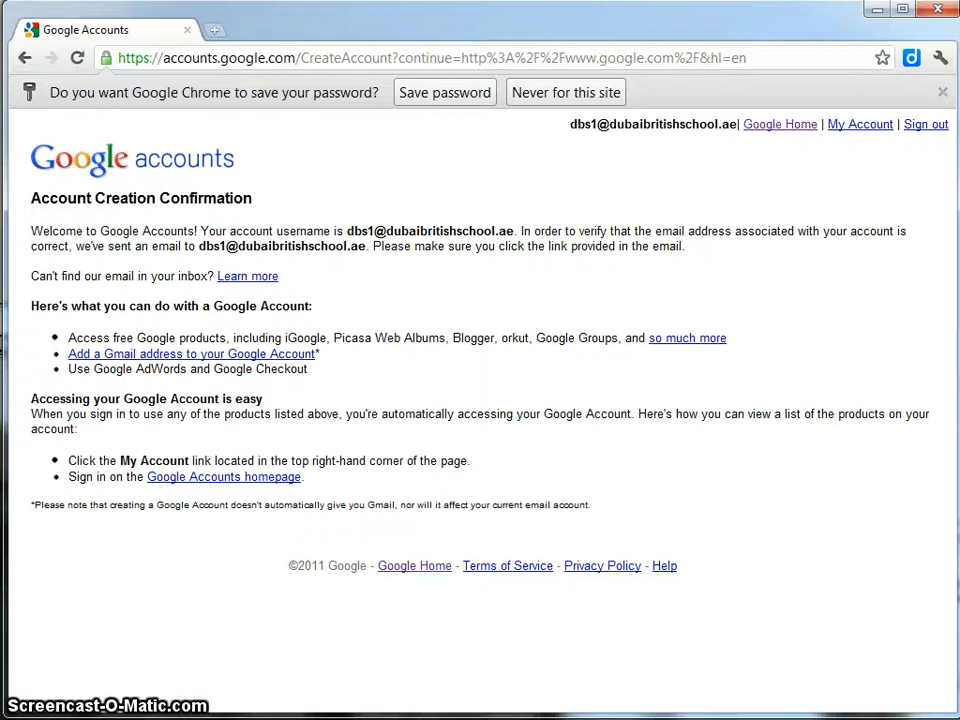 Google Accounts
https://accounts.google.com/CreateAccount?continue=http%3A%2F%2Fwww.google.com%2F&hl=en
Do you want Google Chrome to save your password? Save password Never for this site
dbs1@dubaibritishschool.ae| Google Home | My Account | Sign out
Google accounts
Account Creation Confirmation
Welcome to Google Accounts! Your account username is dbs1@dubaibritishschool.ae. In order to verify that the email address associated with your account is
correct, we've sent an email to dbs1@dubaibritishschool.ae. Please make sure you click the link provided in the email.
Can't find our email in your inbox? Learn more
Here's what you can do with a Google Account:
• Access free Google products, including iGoogle, Picasa Web Albums, Blogger, orkut, Google Groups, and so much more
• Add a Gmail address to your Google Account*
• Use Google AdWords and Google Checkout
Accessing your Google Account is easy
When you sign in to use any of the products listed above, you're automatically accessing your Google Account. Here's how you can view a list of the products on your
account:
• Click the My Account link located in the top right-hand corner of the page.
• Sign in on the Google Accounts homepage.
*Please note that creating a Google Account doesn't automatically give you Gmail, nor will it affect your current email account.
©2011 Google - Google Home - Terms of Service - Privacy Policy - Help
Screencast-O-Matic.com